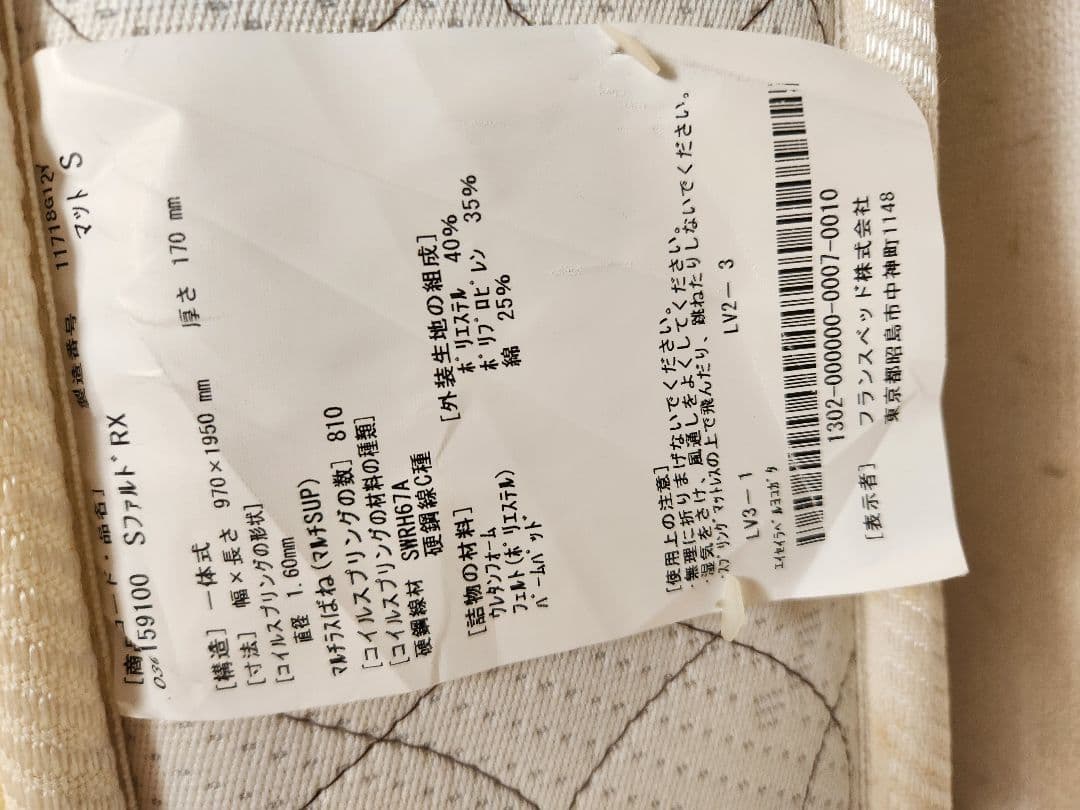 製造番号 11718G12Y
[商品コード・品名] マット S
036159100 SファルドRX
[構造] 一体式
[寸法] 幅×長さ 970×1950 mm 厚さ 170 mm
[コイルスプリングの形状]
直径 1.60mm
マルチラスばね(マルチSUP)
[コイルスプリングの数] 810
[コイルスプリングの材料の種類]
硬鋼線材 SWRH67A
硬鋼線C種
[外装生地の組成]
ポリエステル 40%
ポリプロピレン 35%
綿 25%
[詰物の材料]
ウレタンフォーム
フェルト(ポリエステル)
パームパッド
[使用上の注意]
無理に折りまげないでください。
湿気をさけ、風通しをよくしてください。
スプリングマットレスの上で飛んだり、跳ねたりしないでください。
LV3-1 LV2-3
エイセイラベルヨコガタ
1302-000000-0007-0010
[表示者] フランスベッド株式会社
東京都昭島市中神町1148